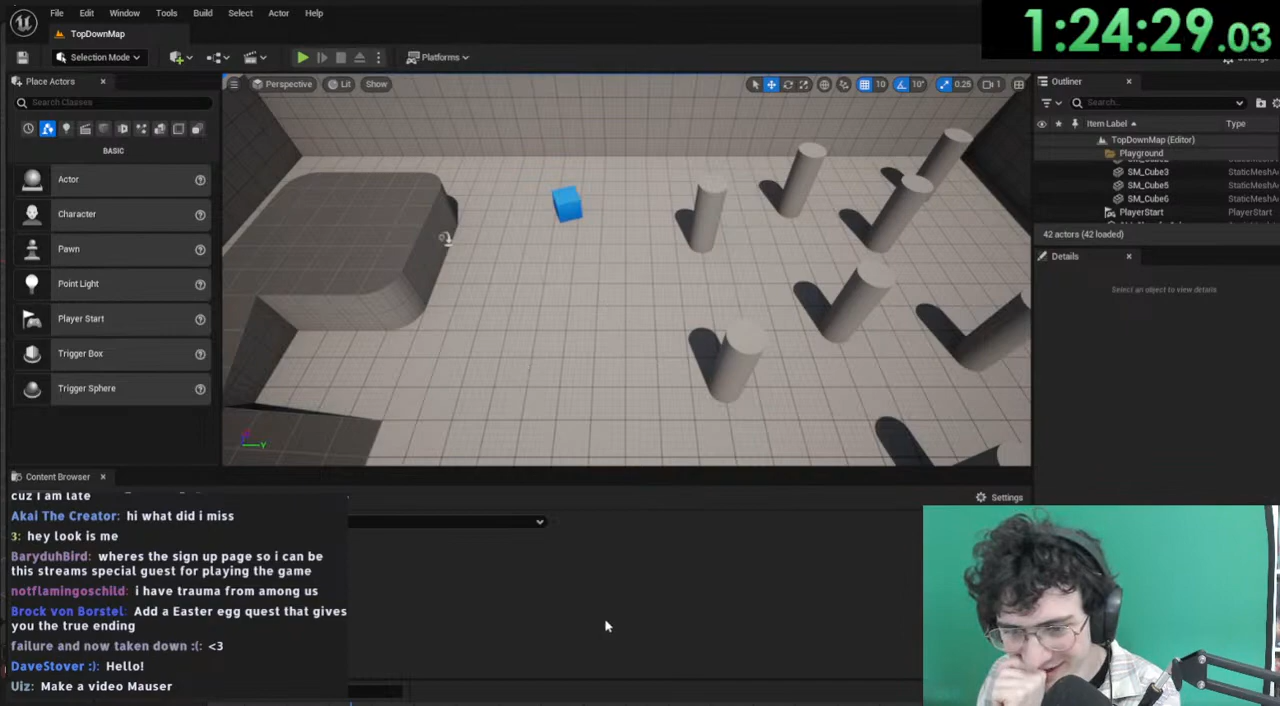 File Edit Window Tools Build Select Actor Help
1:24:29.03
TopDownMap
Selection Mode
Platforms
Settings
Place Actors
Perspective Lit Show
10 10° 0.25 1
Outliner
Search Classes
Search...
Item Label Type
BASIC
TopDownMap (Editor)
Playground
Actor
SM_Cube3 StaticMeshA
SM_Cube5 StaticMeshA
SM_Cube6 StaticMeshA
Character
PlayerStart PlayerStart
42 actors (42 loaded)
Pawn
Details
Point Light
Select an object to view details
Player Start
Trigger Box
Trigger Sphere
Y
Content Browser
Settings
cuz i am late
Akai The Creator: hi what did i miss
3: hey look is me
BaryduhBird: wheres the sign up page so i can be
this streams special guest for playing the game
notflamingoschild: i have trauma from among us
Brock von Borstel: Add a Easter egg quest that gives
you the true ending
failure and now taken down :(: <3
DaveStover :): Hello!
Uiz: Make a video Mauser